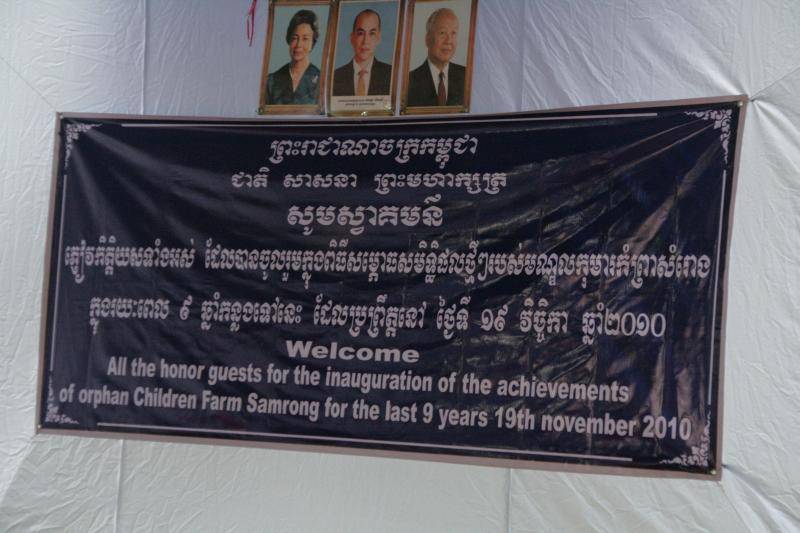 ព្រះរាជាណាចក្រកម្ពុជា
ជាតិ សាសនា ព្រះមហាក្សត្រ
សូមស្វាគមន៍
ភ្ញៀវកិត្តិយសទាំងអស់ ដែលបានចូលរួមក្នុងពិធីសម្ពោធសមិទ្ធិផលថ្មីៗរបស់មណ្ឌលកុមារកំព្រាសំរោង
ក្នុងរយៈពេល ៩ ឆ្នាំកន្លងទៅនេះ ដែលប្រព្រឹត្តនៅ ថ្ងៃទី ១៩ វិច្ឆិកា ឆ្នាំ២០១០
Welcome
All the honor guests for the inauguration of the achievements
of orphan Children Farm Samrong for the last 9 years 19th november 2010